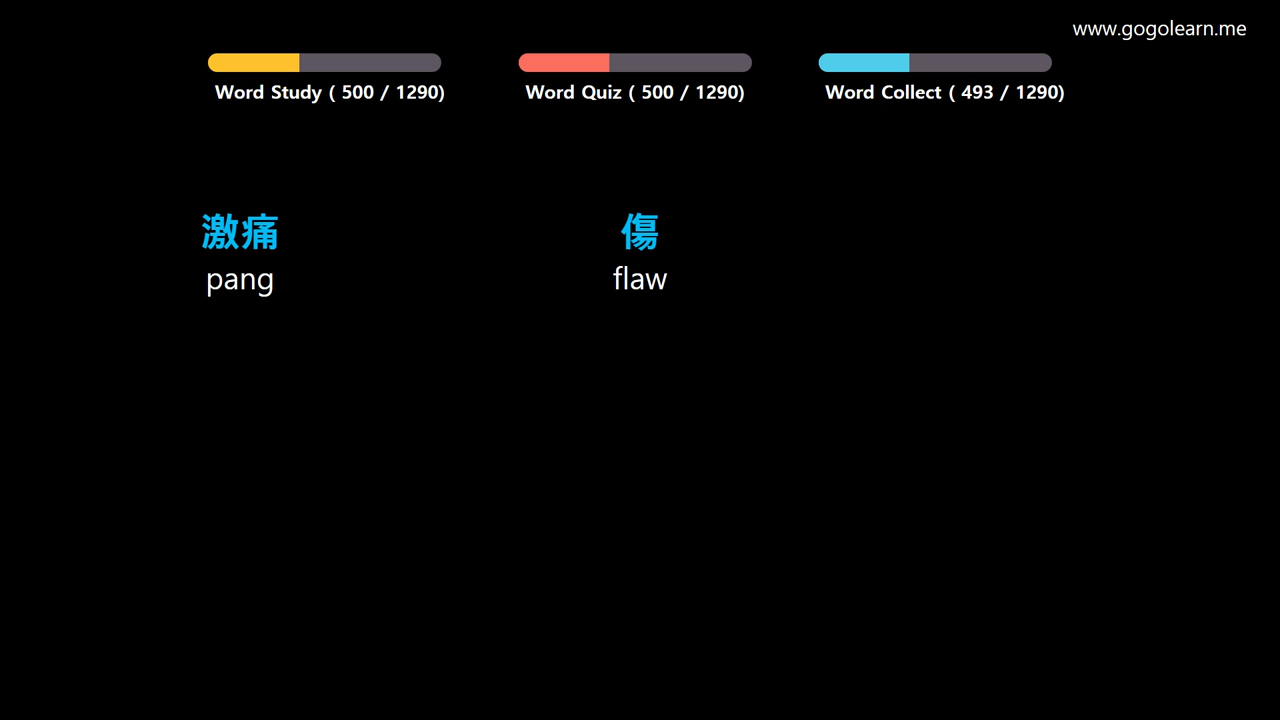 www.gogolearn.me
Word Study ( 500 / 1290)
Word Quiz ( 500 / 1290)
Word Collect ( 493 / 1290)
激痛
pang
傷
flaw